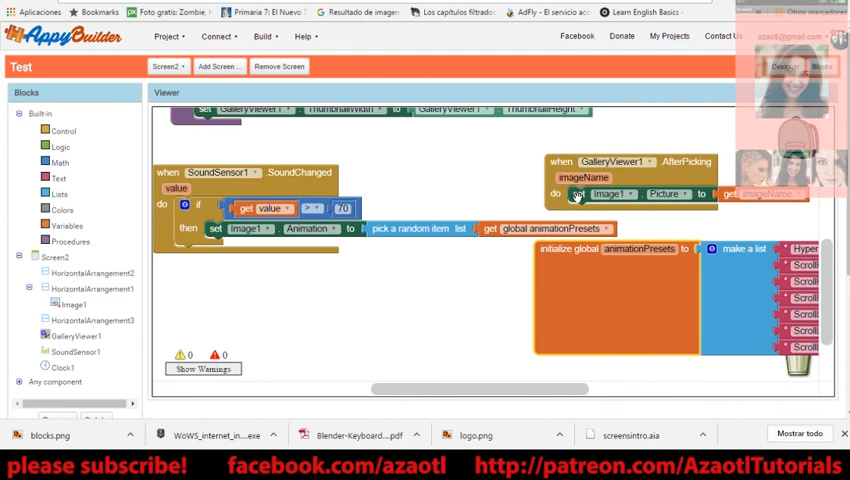 Aplicaciones Bookmarks Foto gratis: Zombie, H Primaria 7: El Nuevo T Resultado de imagen Los capítulos filtrados AdFly - El acortador d Learn English Basics - Otros marcadores
AppyBuilder Project Connect Build Help Facebook Donate My Projects Contact Us azaotl@gmail.com
Test Screen2 Add Screen ... Remove Screen Designer Blocks
Blocks
Viewer
Built-in
Control
Logic
Math
Text
Lists
Colors
Variables
Procedures
Screen2
HorizontalArrangement2
HorizontalArrangement1
Image1
HorizontalArrangement3
GalleryViewer1
SoundSensor1
Clock1
Any component
set GalleryViewer1 . ThumbnailWidth to GalleryViewer1 . ThumbnailHeight
when SoundSensor1 .SoundChanged
value
do if get value > 70
then set Image1 . Animation to pick a random item list get global animationPresets
when GalleryViewer1 .AfterPicking
imageName
do set Image1 . Picture to get imageName
initialize global animationPresets to make a list " Hyper
" Scroll
" Scroll
" Scroll
" Scroll
" Scroll
" Scroll
0 0
Show Warnings
blocks.png WoWS_internet_in....exe Blender-Keyboard....pdf logo.png screensintro.aia Mostrar todo
please subscribe! facebook.com/azaotl http://patreon.com/AzaotlTutorials